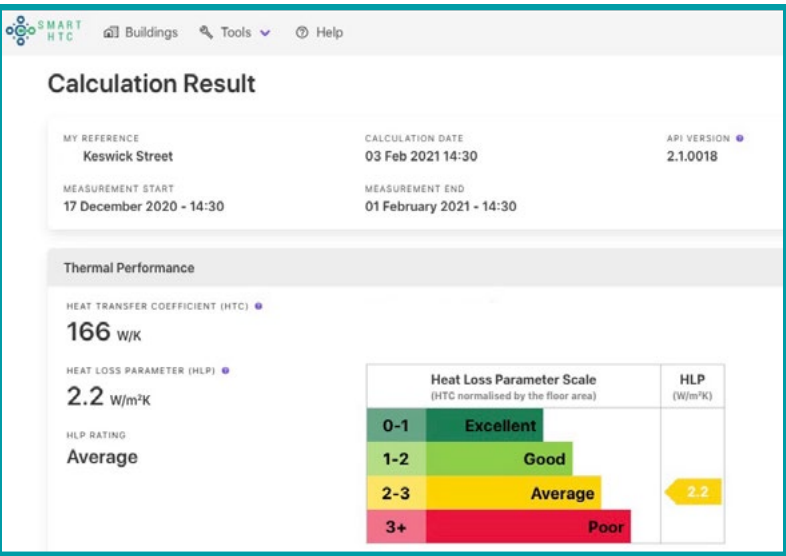 SMART
HTC
Buildings
Tools
Help
Calculation Result
MY REFERENCE
Keswick Street
CALCULATION DATE
03 Feb 2021 14:30
API VERSION
2.1.0018
MEASUREMENT START
17 December 2020 - 14:30
MEASUREMENT END
01 February 2021 - 14:30
Thermal Performance
HEAT TRANSFER COEFFICIENT (HTC)
166 W/K
HEAT LOSS PARAMETER (HLP)
2.2 W/m²K
HLP RATING
Average
Heat Loss Parameter Scale
(HTC normalised by the floor area)
HLP
(W/m²K)
0-1 Excellent
1-2 Good
2-3 Average
2.2
3+ Poor